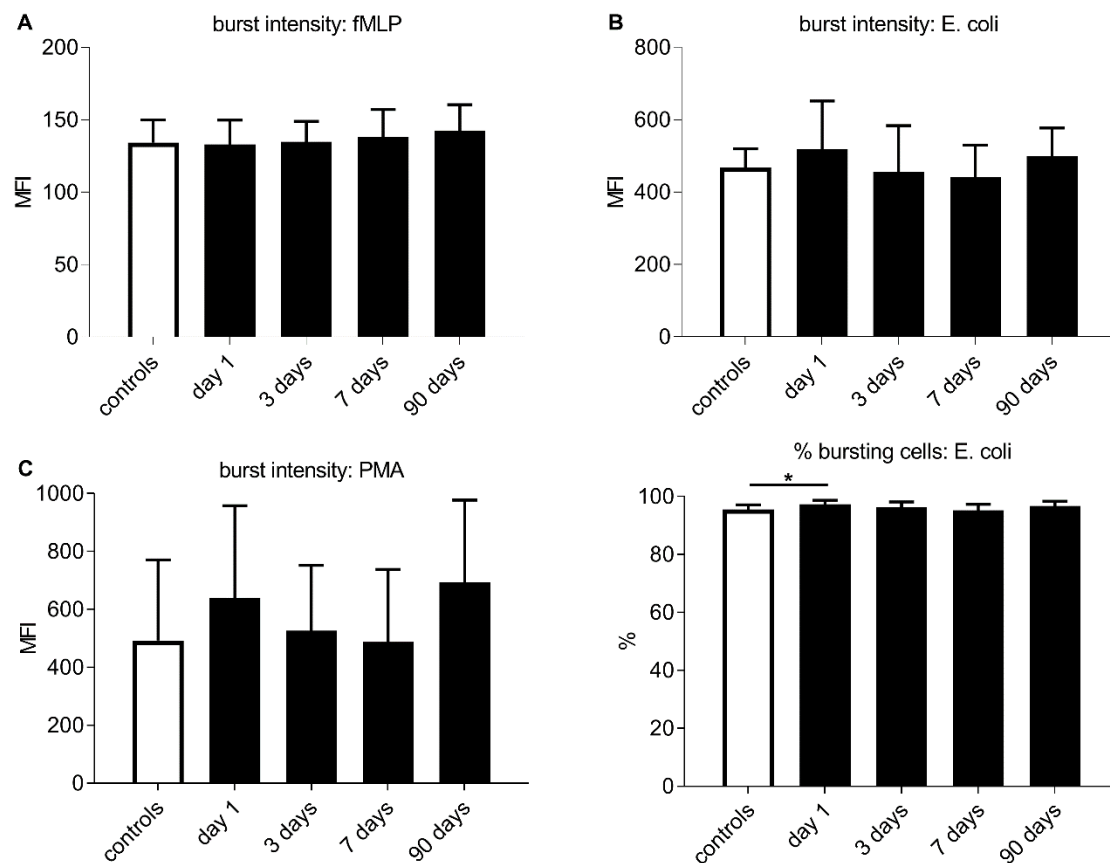 A
burst intensity: fMLP
200
150
100
50
0
MFI
controls
day 1
3 days
7 days
90 days
B
burst intensity: E. coli
800
600
400
200
0
MFI
controls
day 1
3 days
7 days
90 days
C
burst intensity: PMA
1000
800
600
400
200
0
MFI
controls
day 1
3 days
7 days
90 days
% bursting cells: E. coli
*
100
80
60
40
20
0
%
controls
day 1
3 days
7 days
90 days